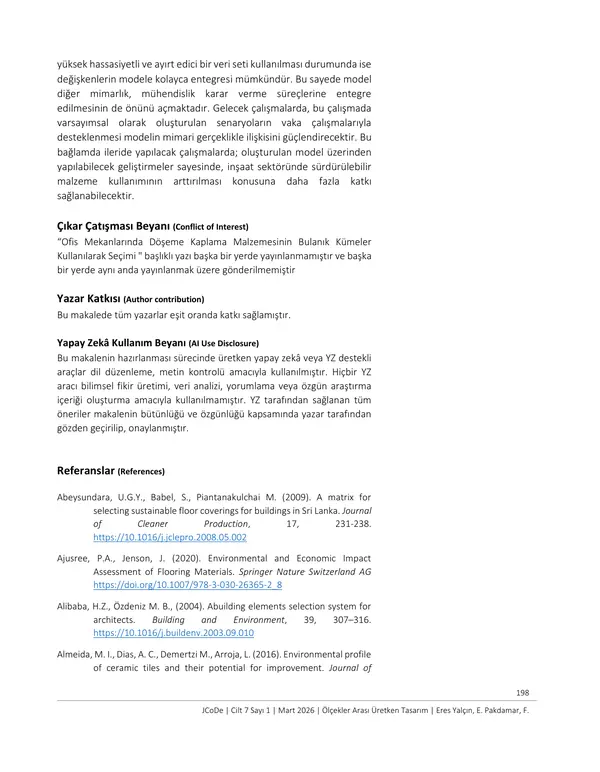 yüksek hassasiyetli ve ayırt edici bir veri seti kullanılması durumunda ise
değişkenlerin modele kolayca entegresi mümkündür. Bu sayede model
diğer mimarlık, mühendislik karar verme süreçlerine entegre
edilmesinin de önünü açmaktadır. Gelecek çalışmalarda, bu çalışmada
varsayımsal olarak oluşturulan senaryoların vaka çalışmalarıyla
desteklenmesi modelin mimari gerçeklikle ilişkisini güçlendirecektir. Bu
bağlamda ileride yapılacak çalışmalarda; oluşturulan model üzerinden
yapılabilecek geliştirmeler sayesinde, inşaat sektöründe sürdürülebilir
malzeme kullanımının arttırılması konusuna daha fazla katkı
sağlanabilecektir.
Çıkar Çatışması Beyanı (Conflict of Interest)
“Ofis Mekanlarında Döşeme Kaplama Malzemesinin Bulanık Kümeler
Kullanılarak Seçimi " başlıklı yazı başka bir yerde yayınlanmamıştır ve başka
bir yerde aynı anda yayınlanmak üzere gönderilmemiştir
Yazar Katkısı (Author contribution)
Bu makalede tüm yazarlar eşit oranda katkı sağlamıştır.
Yapay Zekâ Kullanım Beyanı (AI Use Disclosure)
Bu makalenin hazırlanması sürecinde üretken yapay zekâ veya YZ destekli
araçlar dil düzenleme, metin kontrolü amacıyla kullanılmıştır. Hiçbir YZ
aracı bilimsel fikir üretimi, veri analizi, yorumlama veya özgün araştırma
içeriği oluşturma amacıyla kullanılmamıştır. YZ tarafından sağlanan tüm
öneriler makalenin bütünlüğü ve özgünlüğü kapsamında yazar tarafından
gözden geçirilip, onaylanmıştır.
Referanslar (References)
Abeysundara, U.G.Y., Babel, S., Piantanakulchai M. (2009). A matrix for
selecting sustainable floor coverings for buildings in Sri Lanka. Journal
of Cleaner Production, 17, 231-238.
https://10.1016/j.jclepro.2008.05.002
Ajusree, P.A., Jenson, J. (2020). Environmental and Economic Impact
Assessment of Flooring Materials. Springer Nature Switzerland AG
https://doi.org/10.1007/978-3-030-26365-2_8
Alibaba, H.Z., Özdeniz M. B., (2004). Abuilding elements selection system for
architects. Building and Environment, 39, 307–316.
https://10.1016/j.buildenv.2003.09.010
Almeida, M. I., Dias, A. C., Demertzi M., Arroja, L. (2016). Environmental profile
of ceramic tiles and their potential for improvement. Journal of
198
JCoDe | Cilt 7 Sayı 1 | Mart 2026 | Ölçekler Arası Üretken Tasarım | Eres Yalçın, E. Pakdamar, F.